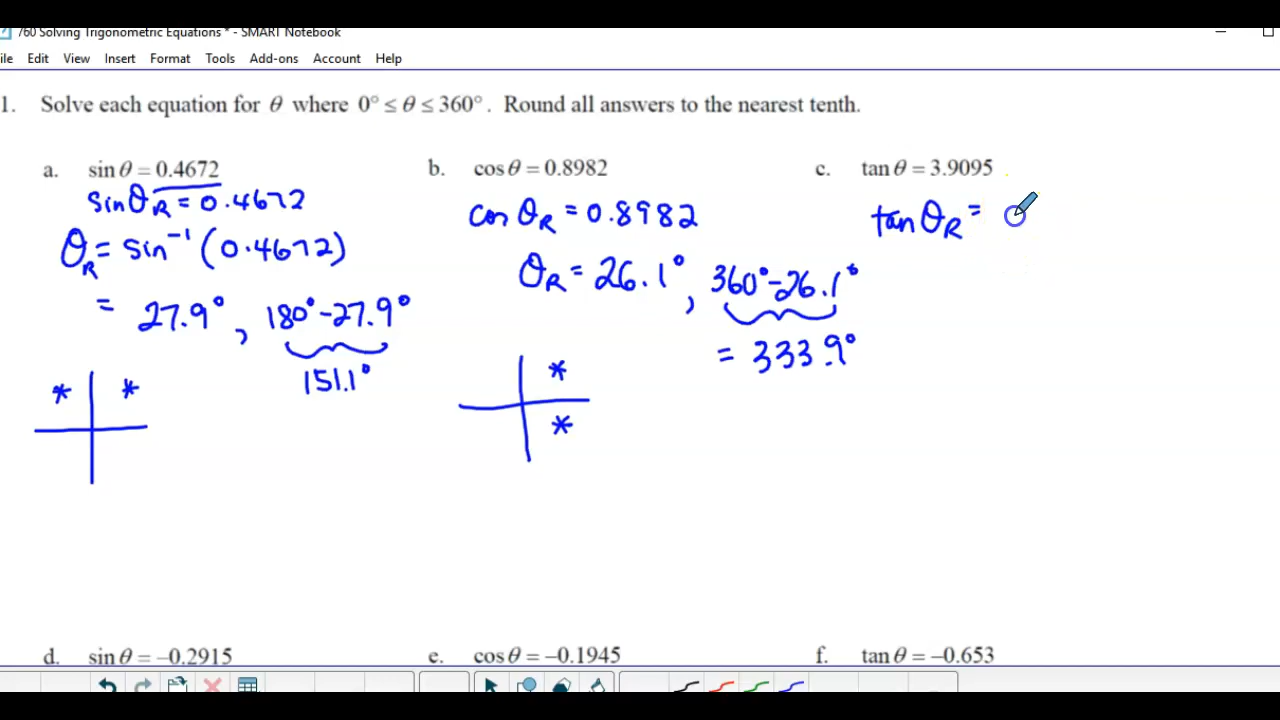 760 Solving Trigonometric Equations * - SMART Notebook
ile Edit View Insert Format Tools Add-ons Account Help
1. Solve each equation for θ where 0° ≤ θ ≤ 360°. Round all answers to the nearest tenth.
a. sin θ = 0.4672
sin θR = 0.4672
θR = sin⁻¹ (0.4672)
= 27.9°, 180° - 27.9°
151.1°
* *
b. cos θ = 0.8982
cos θR = 0.8982
θR = 26.1°, 360° - 26.1°
= 333.9°
*
*
c. tan θ = 3.9095
tan θR =
d. sin θ = –0.2915
e. cos θ = –0.1945
f. tan θ = –0.653